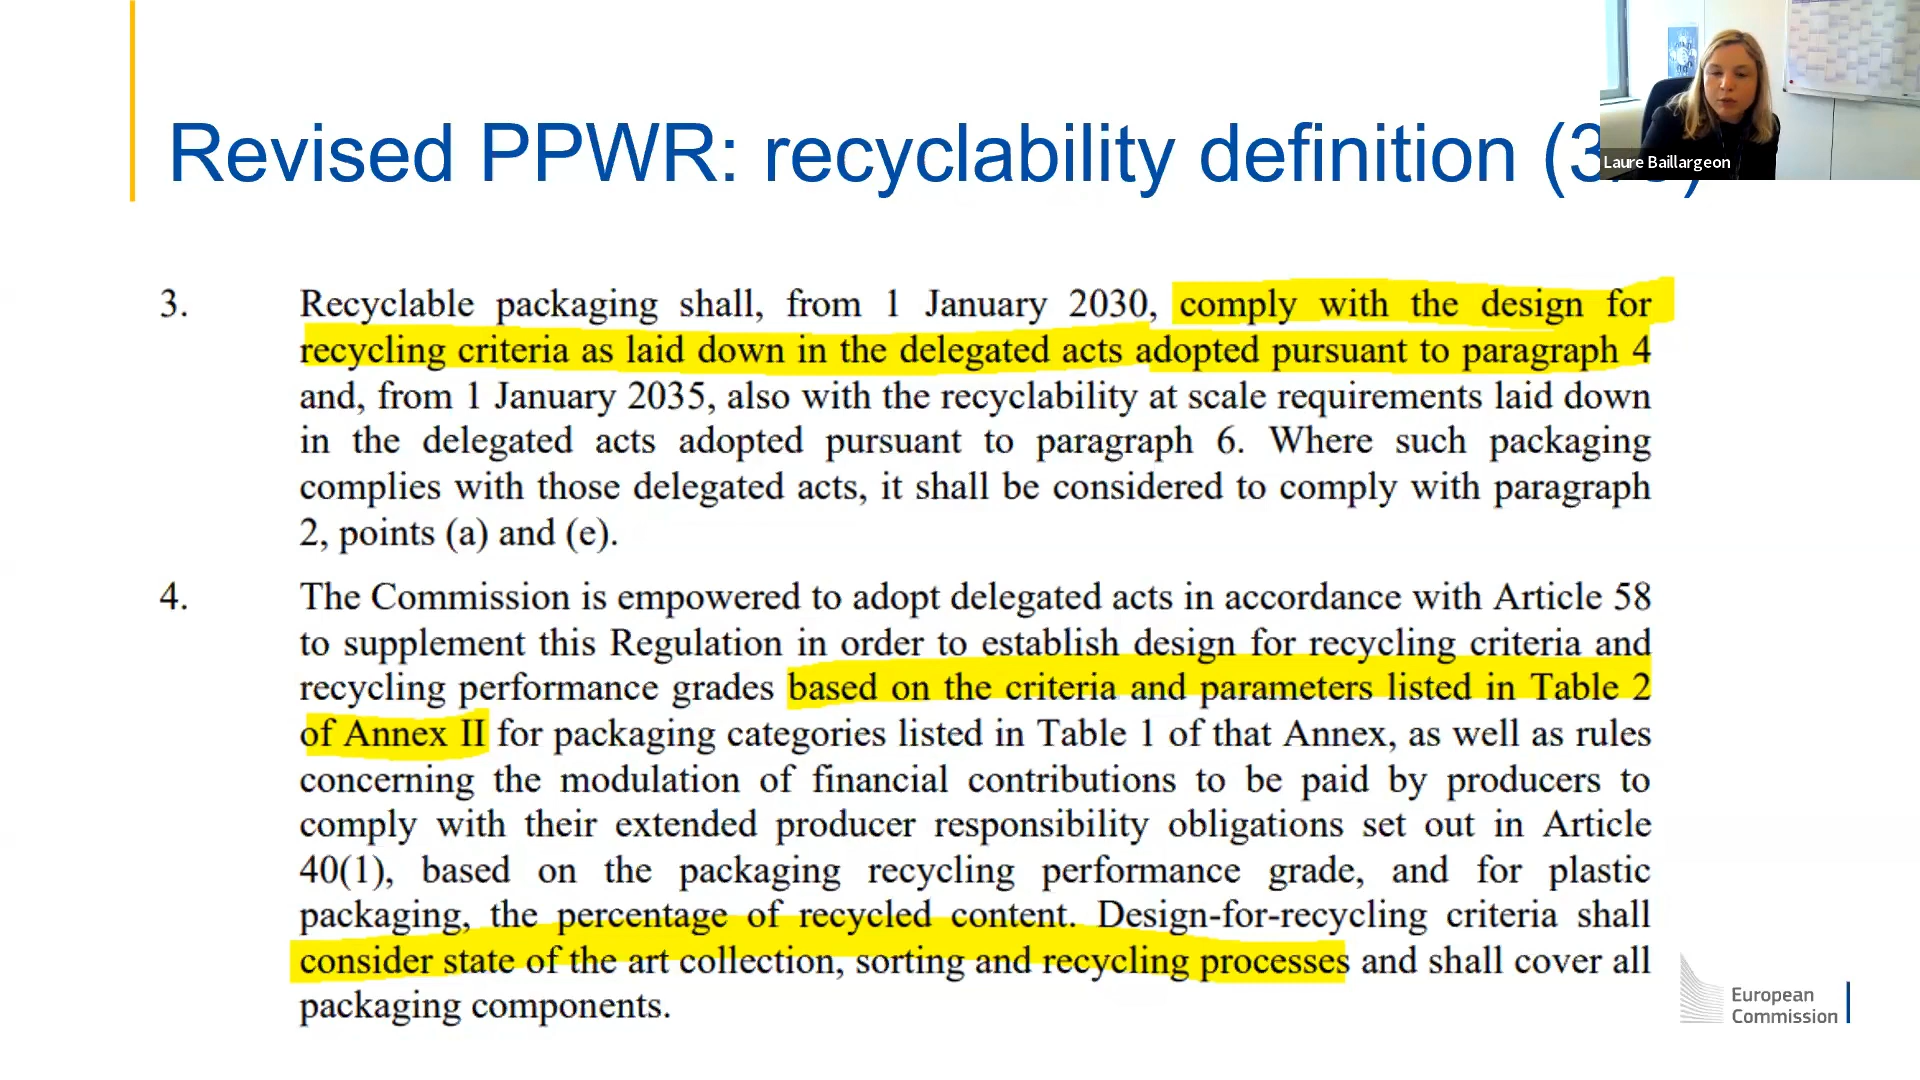 Revised PPWR: recyclability definition (3
Laure Baillargeon
3. Recyclable packaging shall, from 1 January 2030, comply with the design for
recycling criteria as laid down in the delegated acts adopted pursuant to paragraph 4
and, from 1 January 2035, also with the recyclability at scale requirements laid down
in the delegated acts adopted pursuant to paragraph 6. Where such packaging
complies with those delegated acts, it shall be considered to comply with paragraph
2, points (a) and (e).
4. The Commission is empowered to adopt delegated acts in accordance with Article 58
to supplement this Regulation in order to establish design for recycling criteria and
recycling performance grades based on the criteria and parameters listed in Table 2
of Annex II for packaging categories listed in Table 1 of that Annex, as well as rules
concerning the modulation of financial contributions to be paid by producers to
comply with their extended producer responsibility obligations set out in Article
40(1), based on the packaging recycling performance grade, and for plastic
packaging, the percentage of recycled content. Design-for-recycling criteria shall
consider state of the art collection, sorting and recycling processes and shall cover all
packaging components.
European
Commission